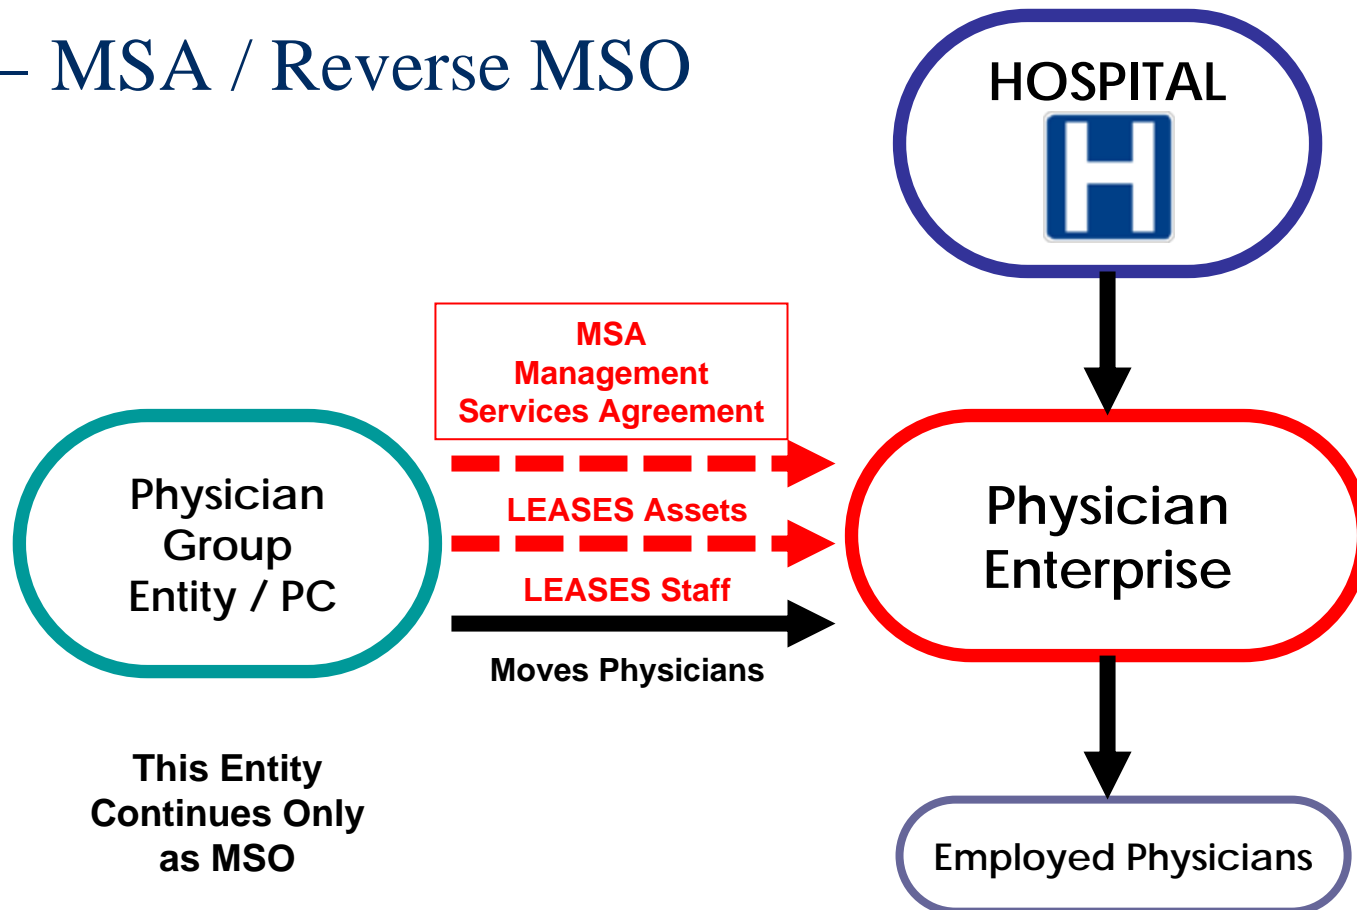 – MSA / Reverse MSO
HOSPITAL
H
MSA
Management
Services Agreement
LEASES Assets
LEASES Staff
Moves Physicians
Physician
Group
Entity / PC
Physician
Enterprise
This Entity
Continues Only
as MSO
Employed Physicians